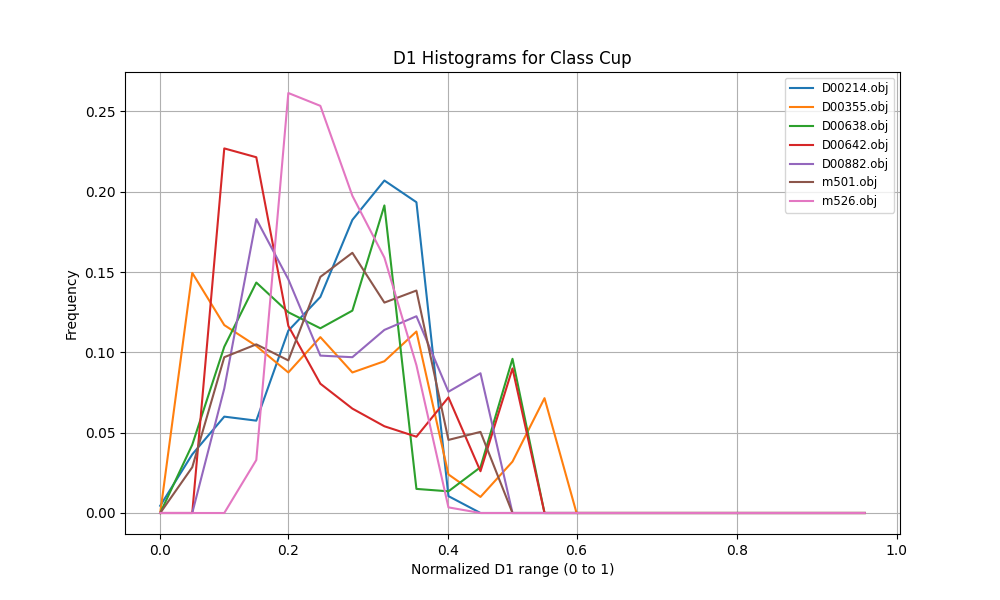 D1 Histograms for Class Cup
D00214.obj
D00355.obj
D00638.obj
D00642.obj
D00882.obj
m501.obj
m526.obj
0.25
0.20
0.15
0.10
0.05
0.00
Frequency
0.0 0.2 0.4 0.6 0.8 1.0
Normalized D1 range (0 to 1)